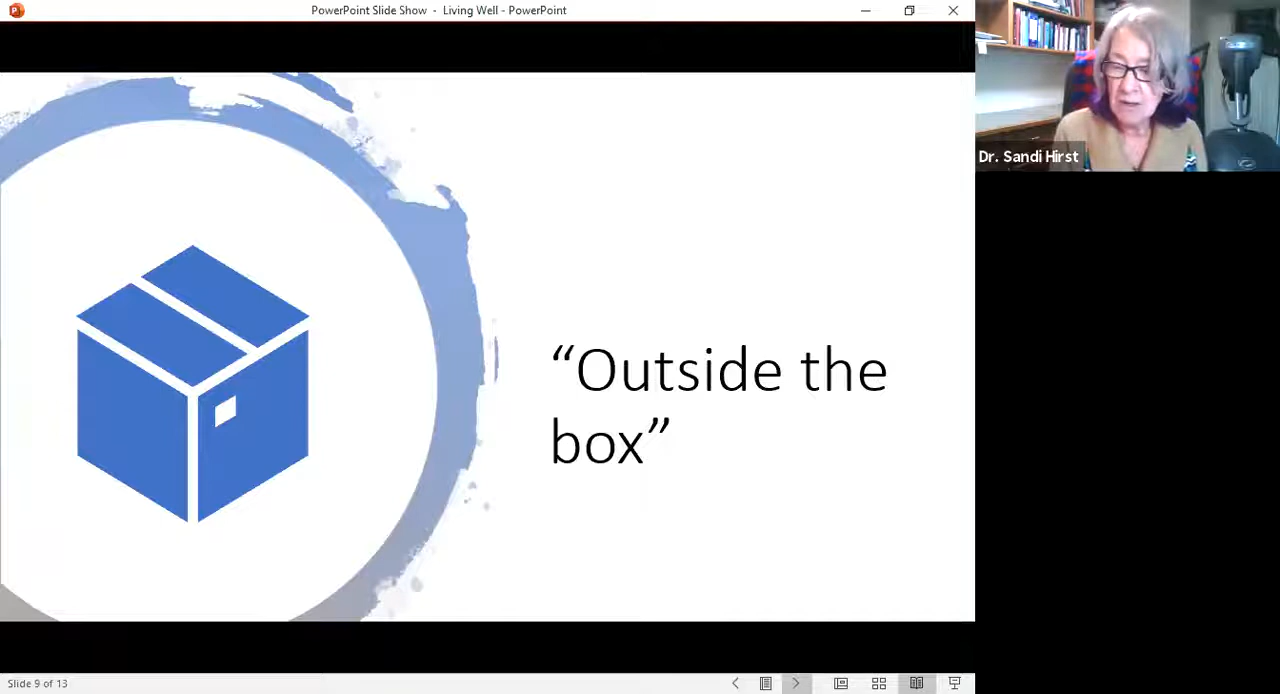 PowerPoint Slide Show - Living Well - PowerPoint
Dr. Sandi Hirst
“Outside the
box”
Slide 9 of 13